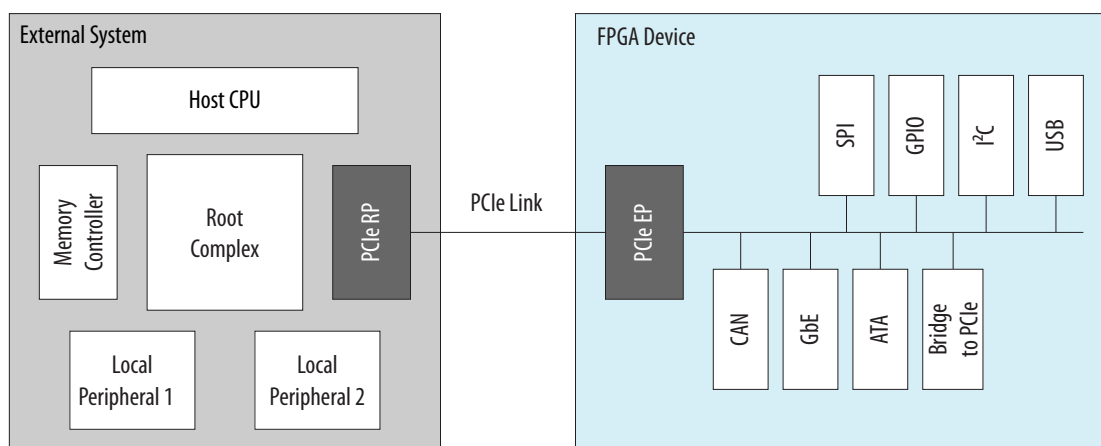 External System
Host CPU
Memory
Controller
Root
Complex
PCIe RP
Local
Peripheral 1
Local
Peripheral 2
PCIe Link
FPGA Device
PCIe EP
SPI
GPIO
I²C
USB
CAN
GbE
ATA
Bridge
to PCIe